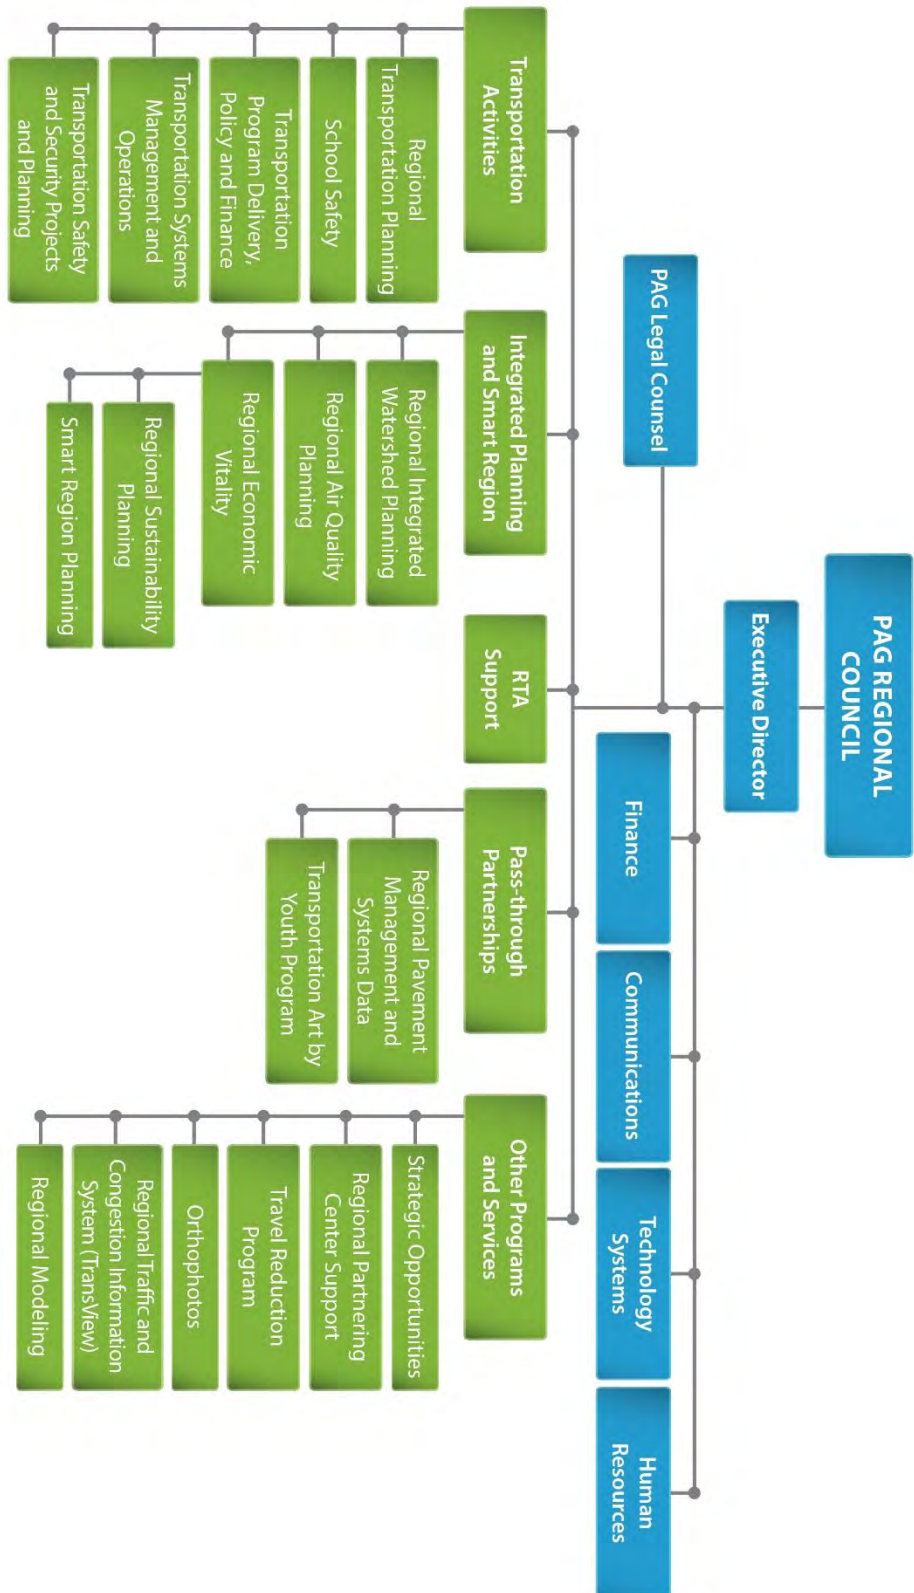 PAG REGIONAL
COUNCIL
Executive Director
PAG Legal Counsel
Finance
Communications
Technology
Systems
Human
Resources
Transportation
Activities
Regional
Transportation Planning
School Safety
Transportation
Program Delivery,
Policy and Finance
Transportation Systems
Management and
Operations
Transportation Safety
and Security Projects
and Planning
Integrated Planning
and Smart Region
Regional Integrated
Watershed Planning
Regional Air Quality
Planning
Regional Economic
Vitality
Regional Sustainability
Planning
Smart Region Planning
RTA
Support
Pass-through
Partnerships
Regional Pavement
Management and
Systems Data
Transportation Art by
Youth Program
Other Programs
and Services
Strategic Opportunities
Regional Partnering
Center Support
Travel Reduction
Program
Orthophotos
Regional Traffic and
Congestion Information
System (TransView)
Regional Modeling